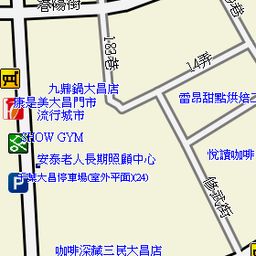 春陽街
183巷
14弄
九鼎鍋大昌店
雷昂甜點烘焙
康是美大昌門市
流行城市
SHOW GYM
悅讀咖啡
安泰老人長期照顧中心
大昌停車場(室外平面)(24)
修武街
咖啡深藏三民大昌店